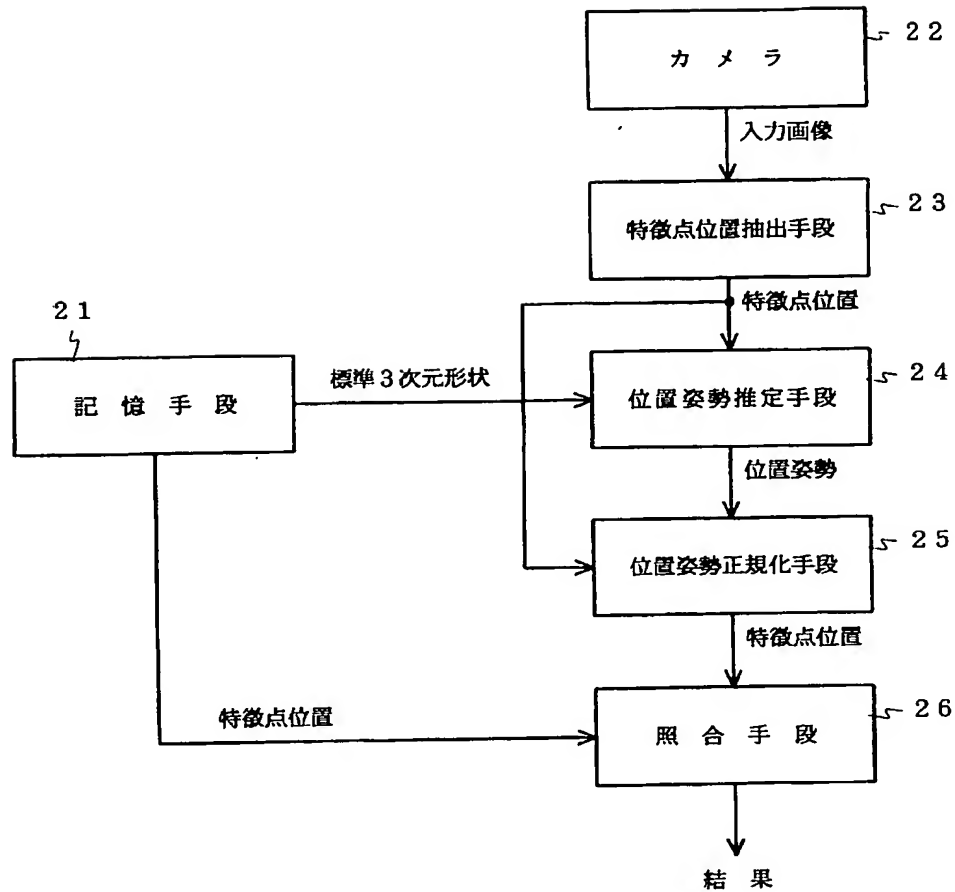 カ メ ラ
22
入力画像
特徴点位置抽出手段
23
特徴点位置
21
記 憶 手 段
標準3次元形状
位置姿勢推定手段
24
位置姿勢
位置姿勢正規化手段
25
特徴点位置
特徴点位置
照 合 手 段
26
結 果